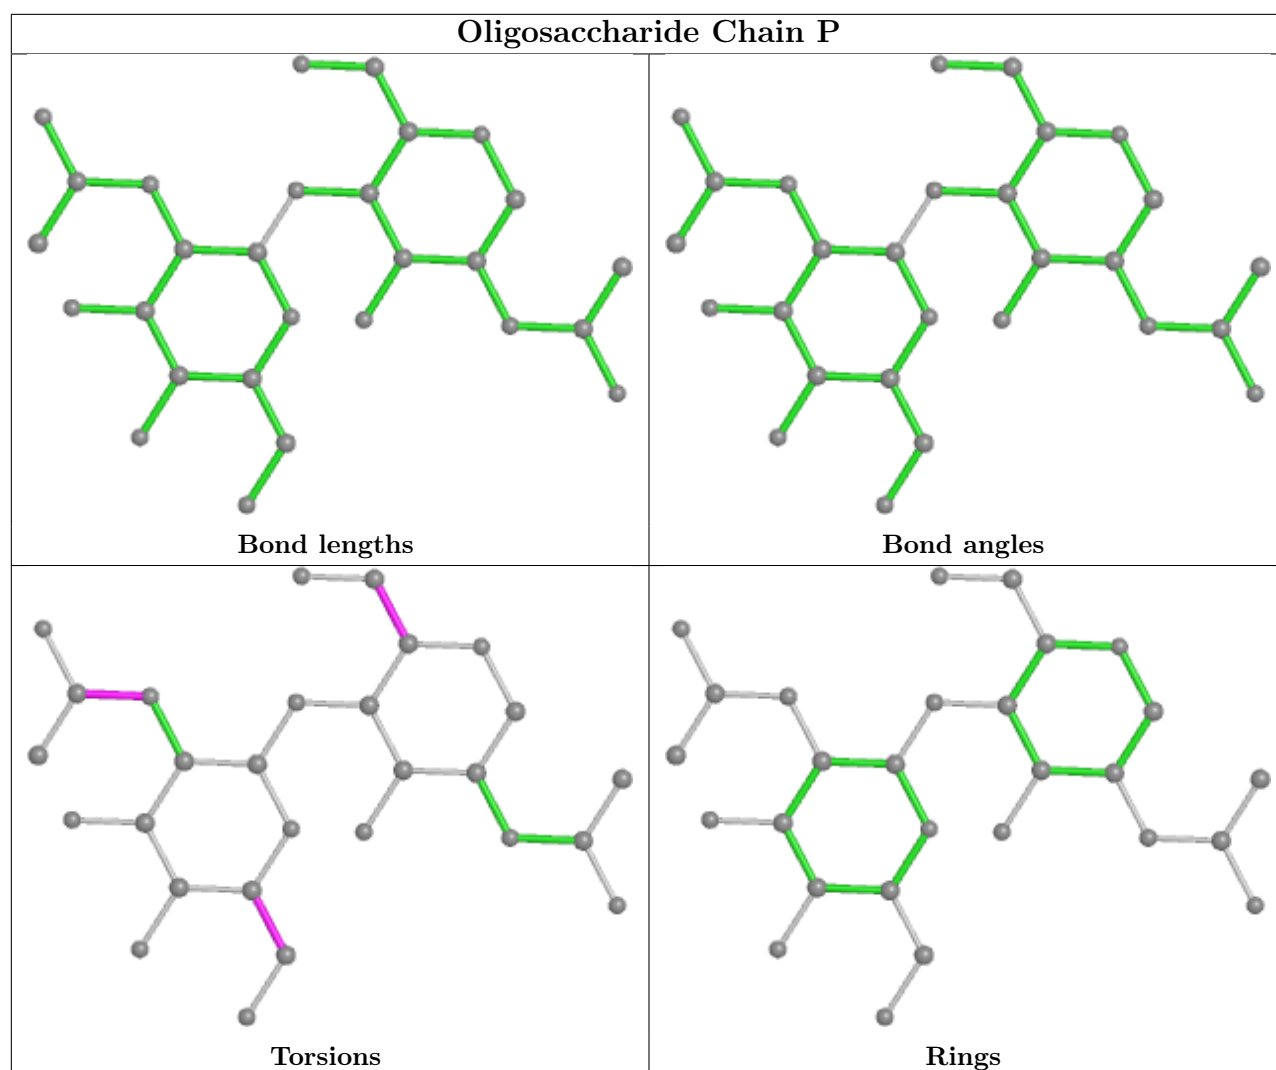 Oligosaccharide Chain P
Bond lengths
Bond angles
Torsions
Rings